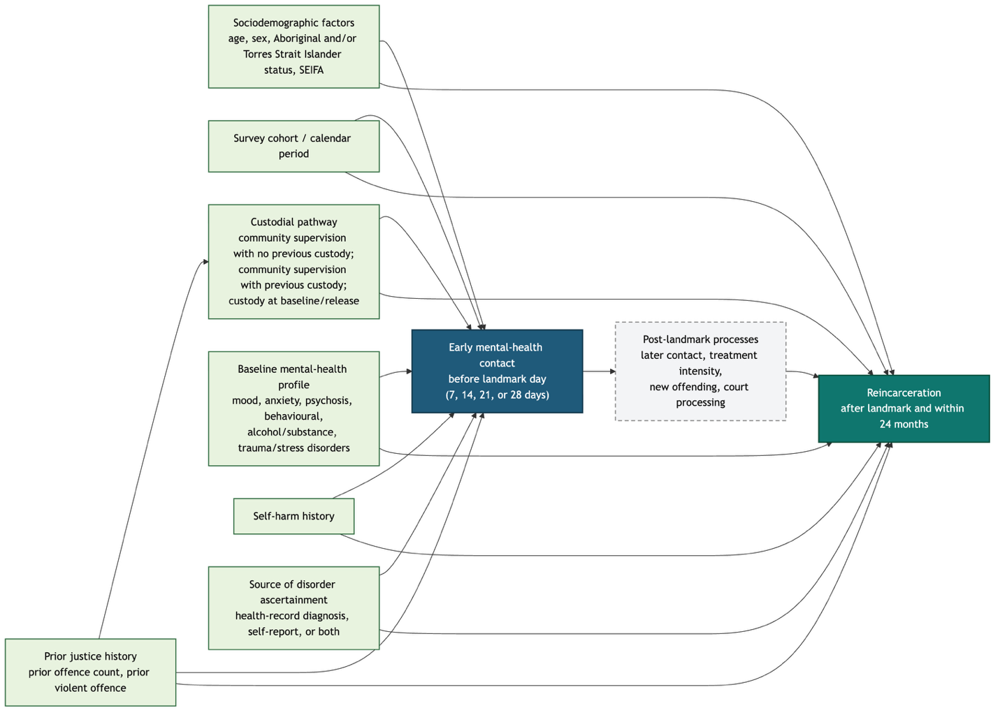 Sociodemographic factors
age, sex, Aboriginal and/or
Torres Strait Islander
status, SEIFA
Survey cohort / calendar
period
Custodial pathway
community supervision
with no previous custody;
community supervision
with previous custody;
custody at baseline/release
Baseline mental-health
profile
mood, anxiety, psychosis,
behavioural,
alcohol/substance,
trauma/stress disorders
Self-harm history
Source of disorder
ascertainment
health-record diagnosis,
self-report, or both
Prior justice history
prior offence count, prior
violent offence
Early mental-health
contact
before landmark day
(7, 14, 21, or 28 days)
Post-landmark processes
later contact, treatment
intensity,
new offending, court
processing
Reincarceration
after landmark and within
24 months